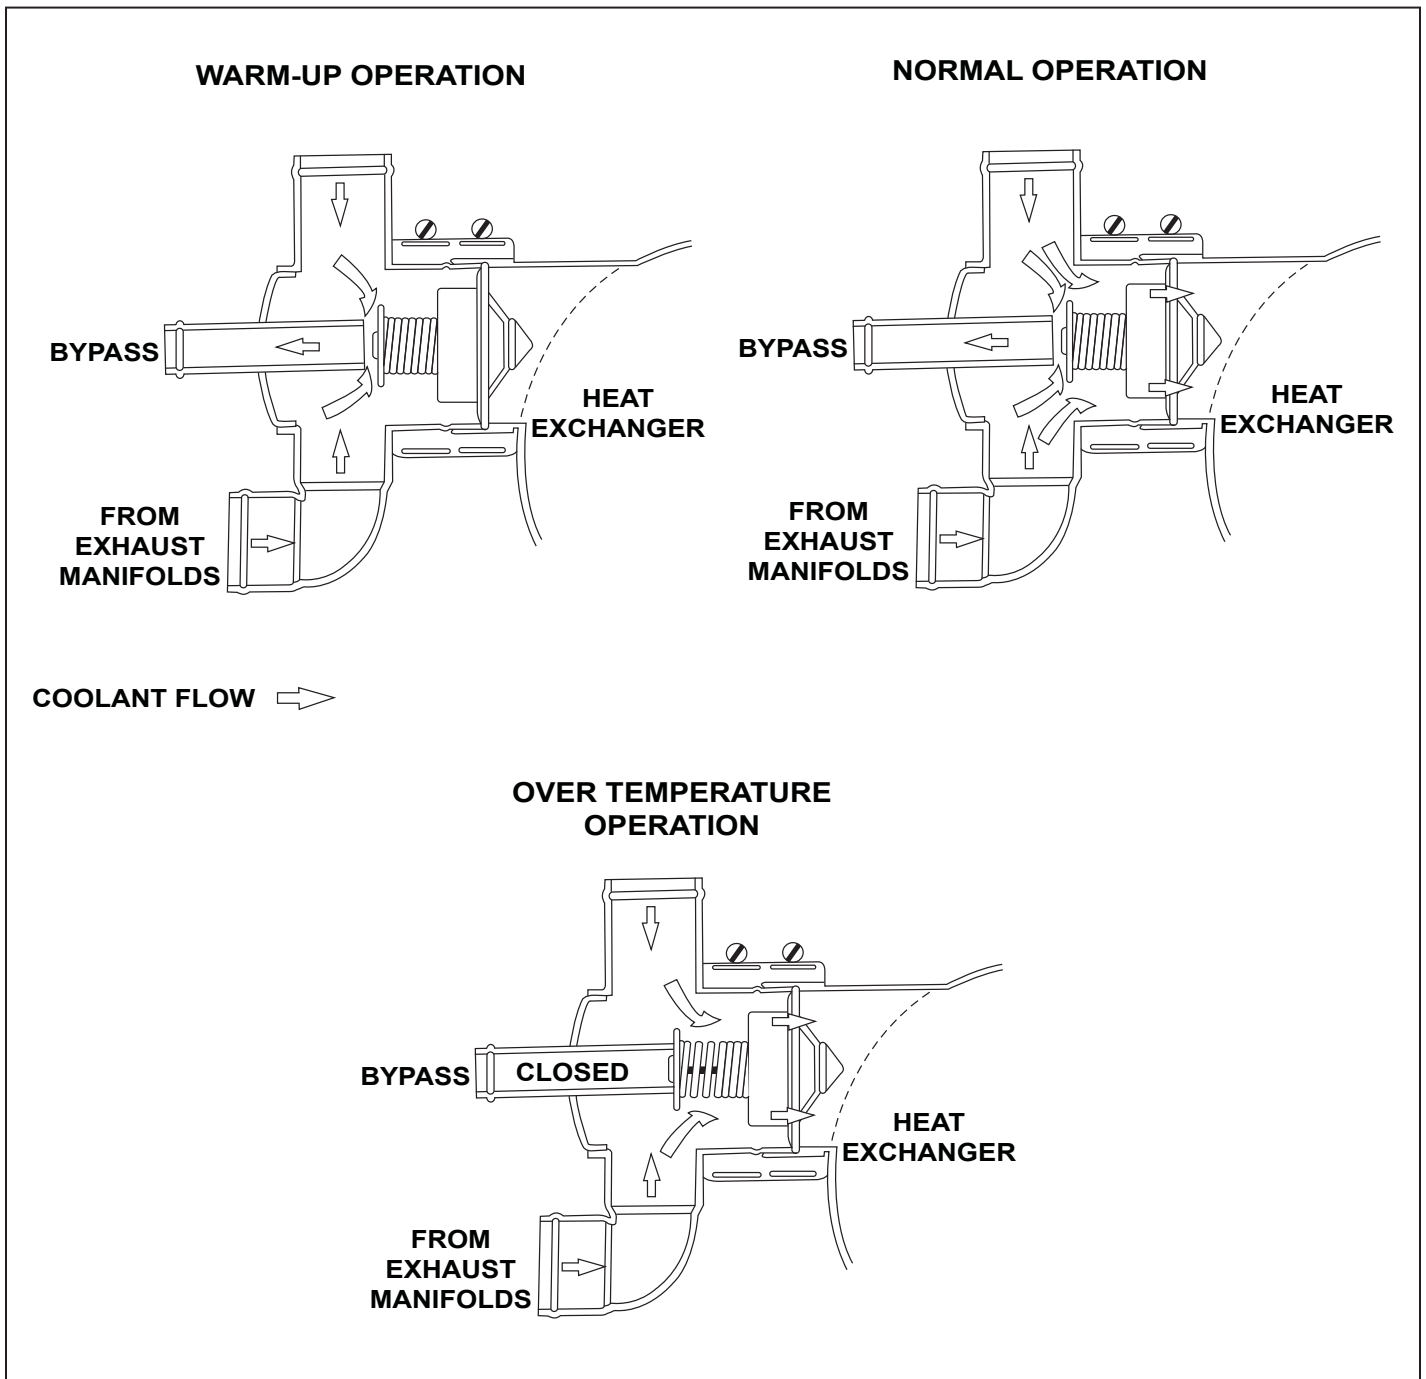 WARM-UP OPERATION
BYPASS
HEAT
EXCHANGER
FROM
EXHAUST
MANIFOLDS
NORMAL OPERATION
BYPASS
HEAT
EXCHANGER
FROM
EXHAUST
MANIFOLDS
COOLANT FLOW
OVER TEMPERATURE
OPERATION
BYPASS
CLOSED
HEAT
EXCHANGER
FROM
EXHAUST
MANIFOLDS